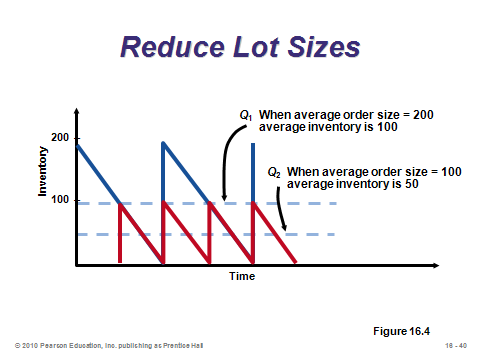 Reduce Lot Sizes
Q1 When average order size = 200
average inventory is 100
200
Q2 When average order size = 100
average inventory is 50
Inventory
100
Time
Figure 16.4
© 2010 Pearson Education, Inc. publishing as Prentice Hall
16 - 40